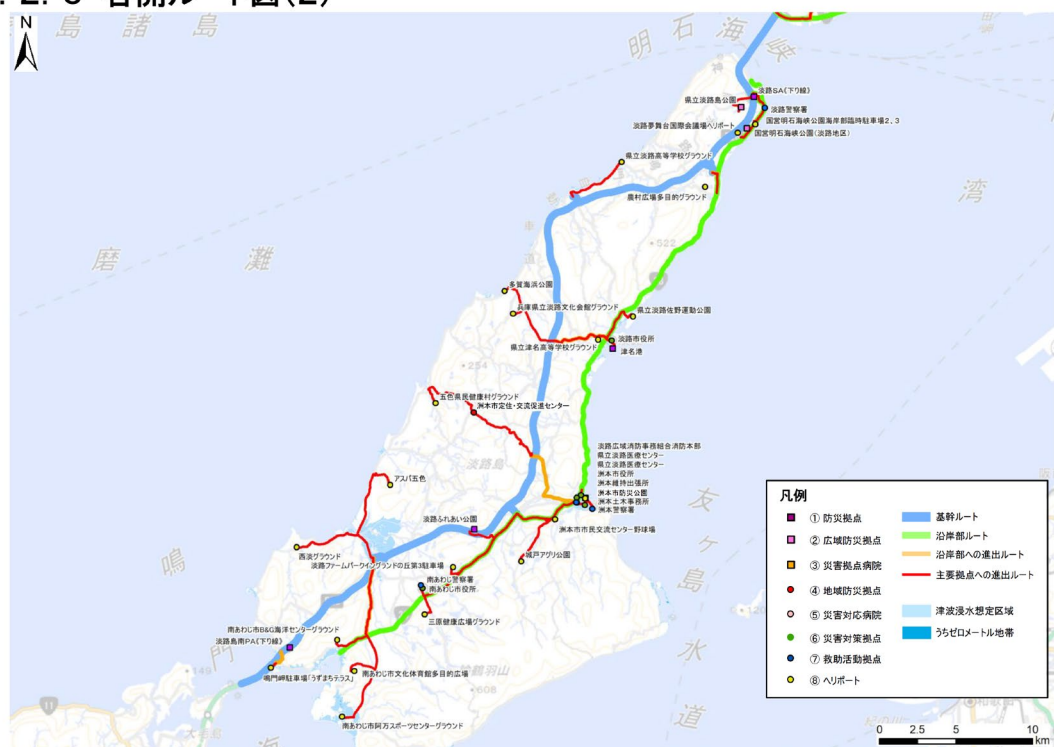 N
島 諸 島
明 石 海 峡
淡路SA(下り線)
県立淡路島公園
淡路警察署
国営明石海峡公園海岸部臨時駐車場2、3
淡路夢舞台国際会議場ヘリポート
国営明石海峡公園(淡路地区)
県立淡路高等学校グラウンド
農村広場多目的グラウンド
湾
磨 灘
522
多賀海浜公園
兵庫県立淡路文化会館グラウンド
県立淡路佐野運動公園
淡路市役所
県立津名高等学校グラウンド
津名港
254
五色県民健康村グラウンド
洲本市定住・交流促進センター
淡路広域消防事務組合消防本部
県立淡路医療センター
県立淡路医療センター
洲本市役所
洲本維持出張所
洲本市防災公園
洲本土木事務所
洲本警察署
淡路島
アスパ五色
淡路ふれあい公園
洲本市市民交流センター野球場
西淡グラウンド
淡路ファームパークイングランドの丘第3駐車場
城戸アグリ公園
南あわじ警察署
南あわじ市役所
三原健康広場グラウンド
南あわじ市B&G海洋センターグラウンド
淡路島南PA(下り線)
鳴門岬駐車場「うずまちテラス」
南あわじ市文化体育館多目的広場
608
南あわじ市阿万スポーツセンターグラウンド
鳴 門 海
149
11
友 ヶ 島 水 道
120
凡例
① 防災拠点
② 広域防災拠点
③ 災害拠点病院
④ 地域防災拠点
⑤ 災害対応病院
⑥ 災害対策拠点
⑦ 救助活動拠点
⑧ ヘリポート
基幹ルート
沿岸部ルート
沿岸部への進出ルート
主要拠点への進出ルート
津波浸水想定区域
うちゼロメートル地帯
0 2.5 5 10
km